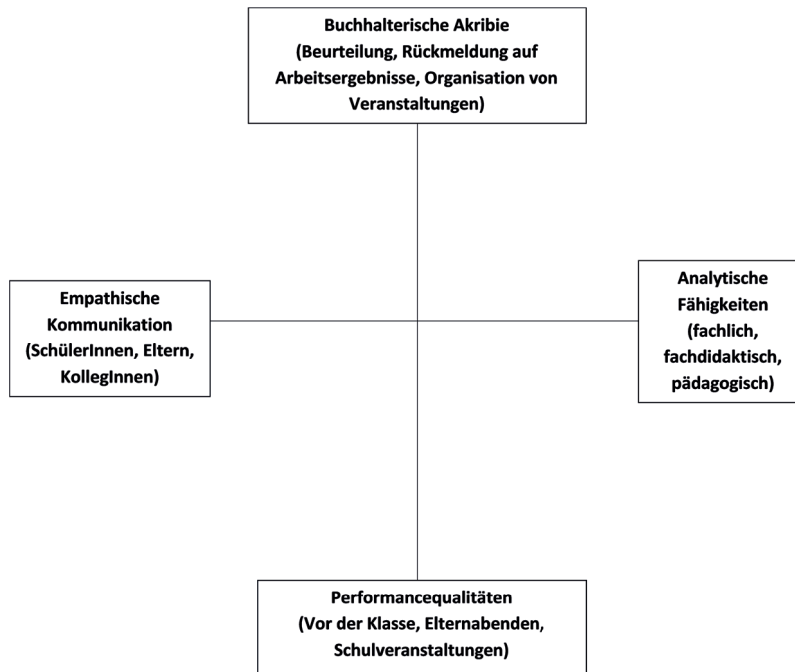 Buchhalterische Akribie
(Beurteilung, Rückmeldung auf
Arbeitsergebnisse, Organisation von
Veranstaltungen)
Empathische
Kommunikation
(SchülerInnen, Eltern,
KollegInnen)
Analytische
Fähigkeiten
(fachlich,
fachdidaktisch,
pädagogisch)
Performancequalitäten
(Vor der Klasse, Elternabenden,
Schulveranstaltungen)